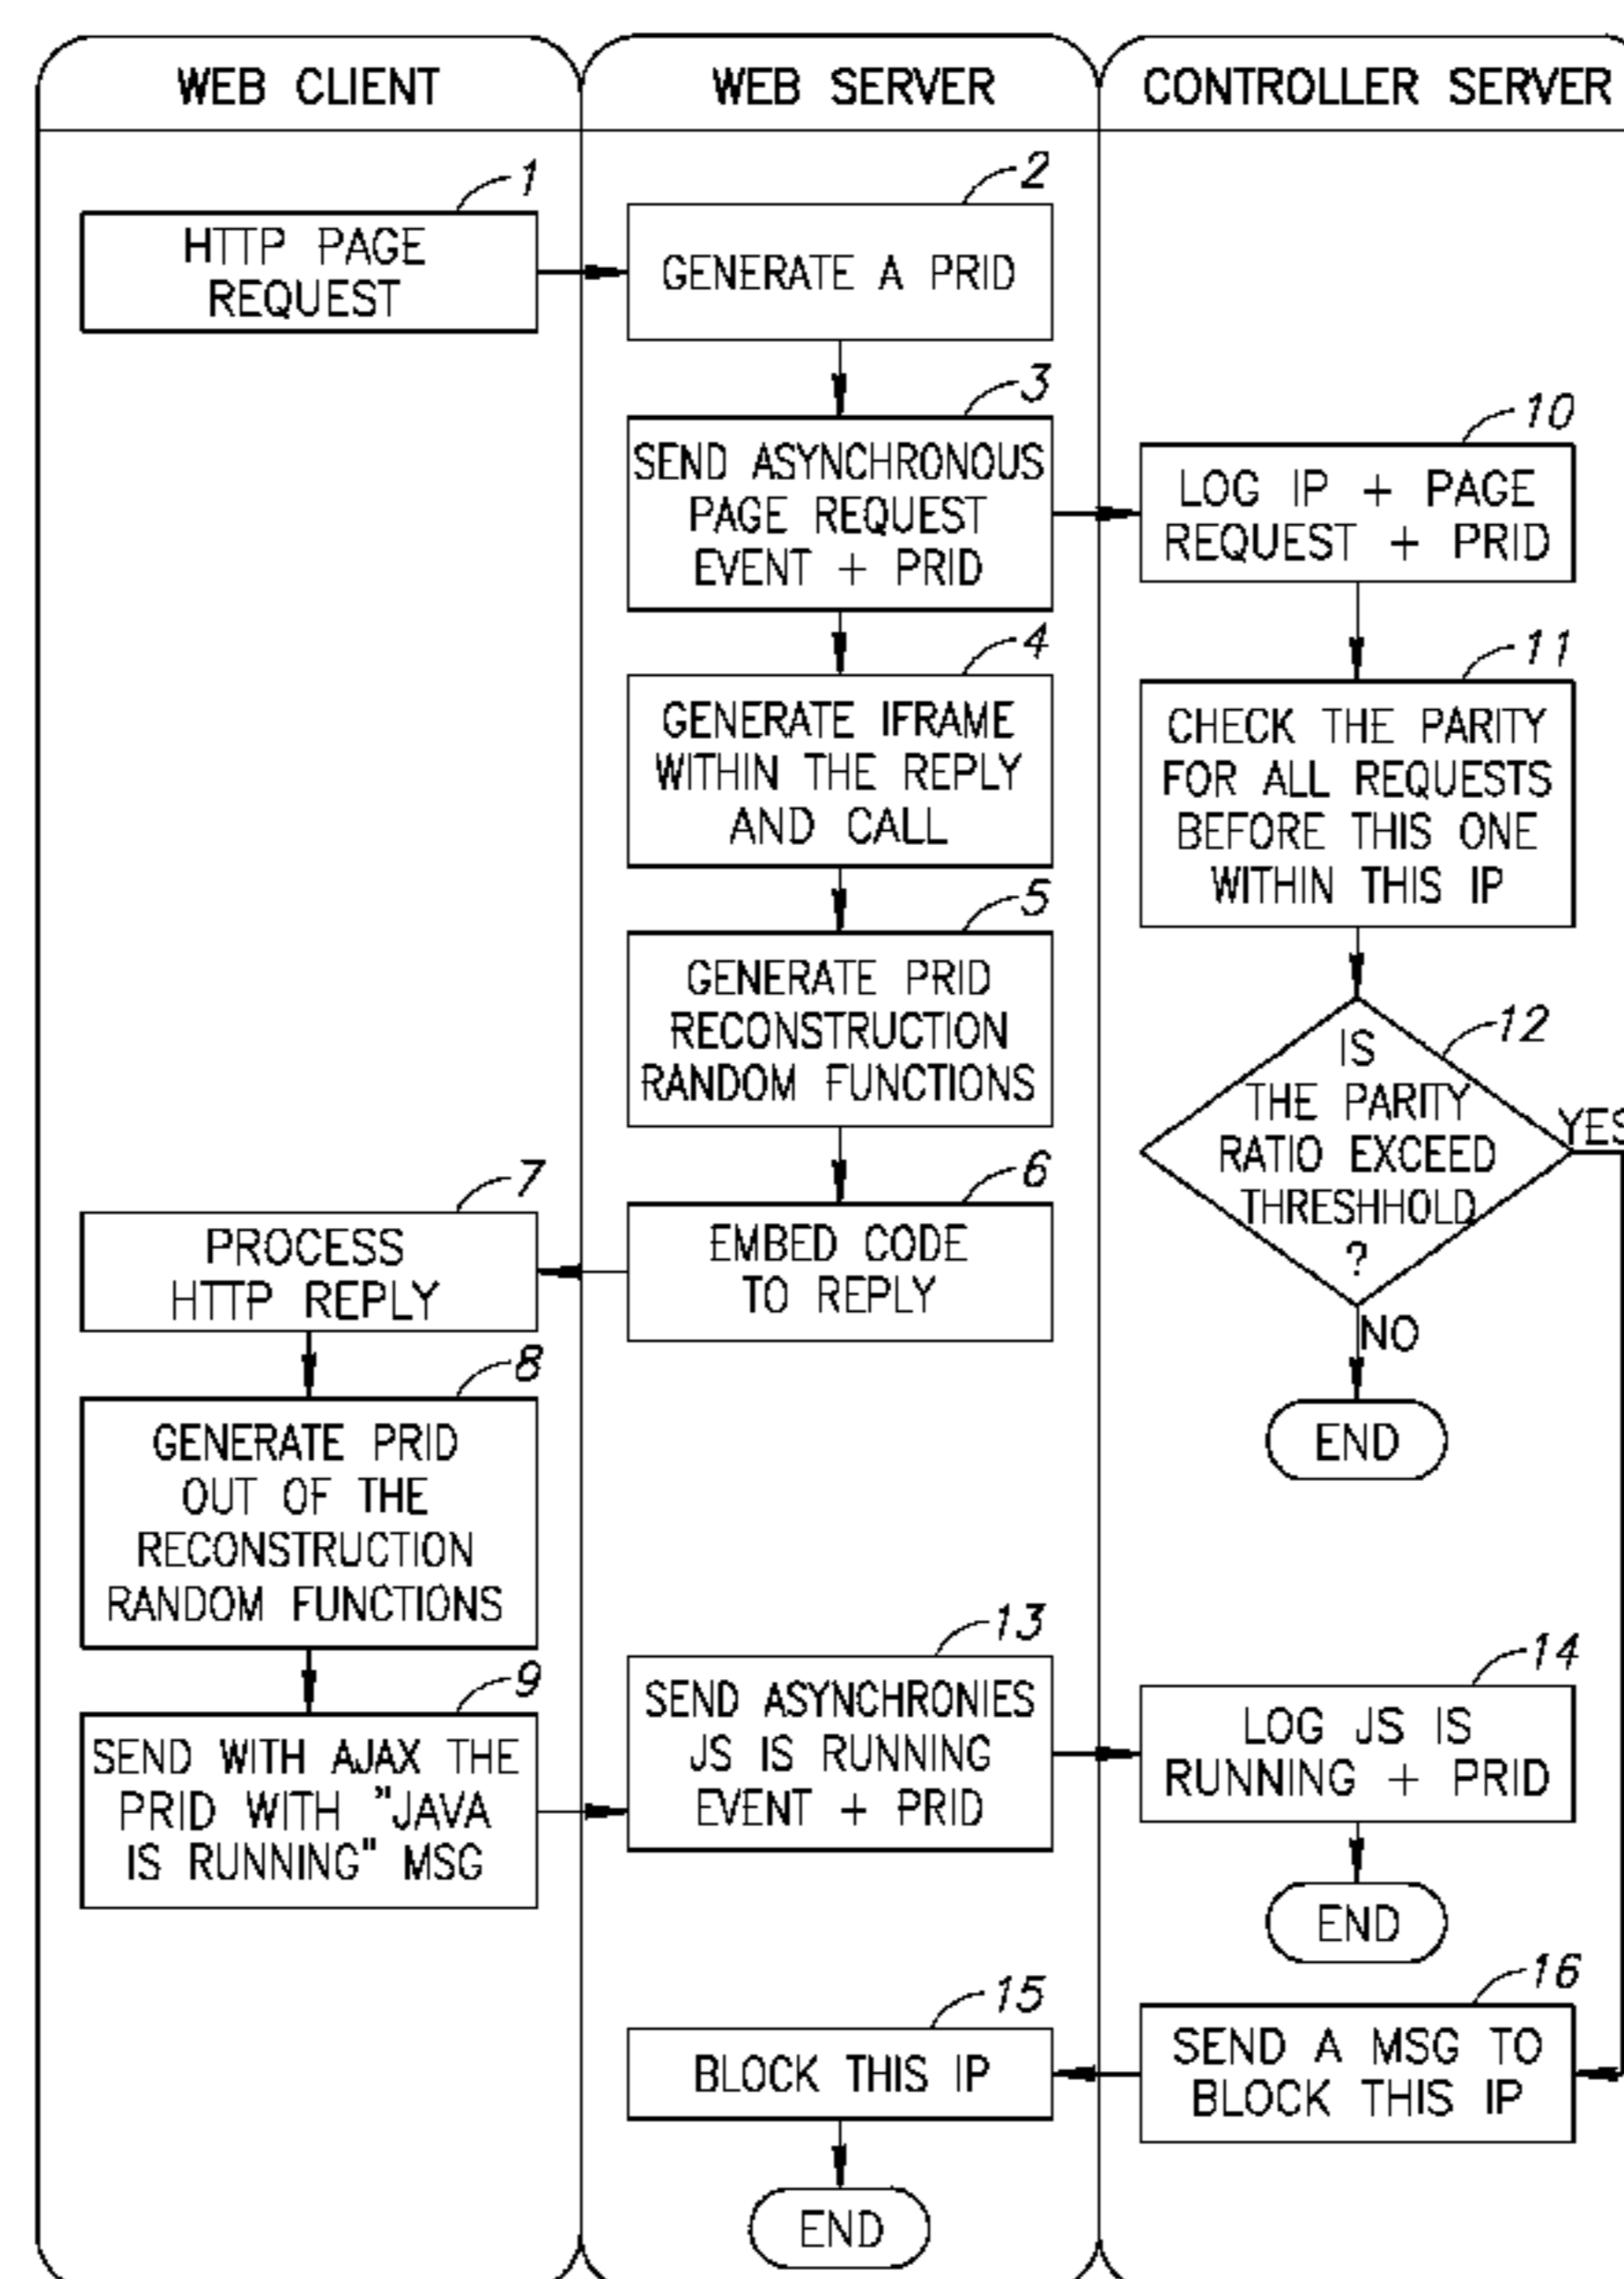 WEB CLIENT
WEB SERVER
CONTROLLER SERVER
1
HTTP PAGE
REQUEST
2
GENERATE A PRID
3
SEND ASYNCHRONOUS
PAGE REQUEST
EVENT + PRID
10
LOG IP + PAGE
REQUEST + PRID
4
GENERATE IFRAME
WITHIN THE REPLY
AND CALL
11
CHECK THE PARITY
FOR ALL REQUESTS
BEFORE THIS ONE
WITHIN THIS IP
5
GENERATE PRID
RECONSTRUCTION
RANDOM FUNCTIONS
12
IS
THE PARITY
RATIO EXCEED
THRESHHOLD
?
YES
NO
END
6
EMBED CODE
TO REPLY
7
PROCESS
HTTP REPLY
8
GENERATE PRID
OUT OF THE
RECONSTRUCTION
RANDOM FUNCTIONS
9
SEND WITH AJAX THE
PRID WITH "JAVA
IS RUNNING" MSG
13
SEND ASYNCHRONIES
JS IS RUNNING
EVENT + PRID
14
LOG JS IS
RUNNING + PRID
END
15
BLOCK THIS IP
16
SEND A MSG TO
BLOCK THIS IP
END